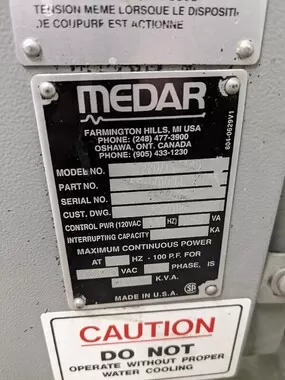 TENSION MEME LORSQUE LE DISPOSITI
DE COUPURE EST ACTIONNE
MEDAR
FARMINGTON HILLS, MI USA
PHONE: (248) 477-3900
OSHAWA, ONT. CANADA
PHONE: (905) 433-1230
804-0629V1
MODEL NO.
PART NO.
SERIAL NO.
CUST. DWG.
CONTROL PWR (120VAC HZ) VA
INTERRUPTING CAPACITY KA
MAXIMUM CONTINUOUS POWER
AT HZ - 100 P.F. FOR
VAC PHASE, IS
K.V.A.
MADE IN U.S.A.
CAUTION
DO NOT
OPERATE WITHOUT PROPER
WATER COOLING